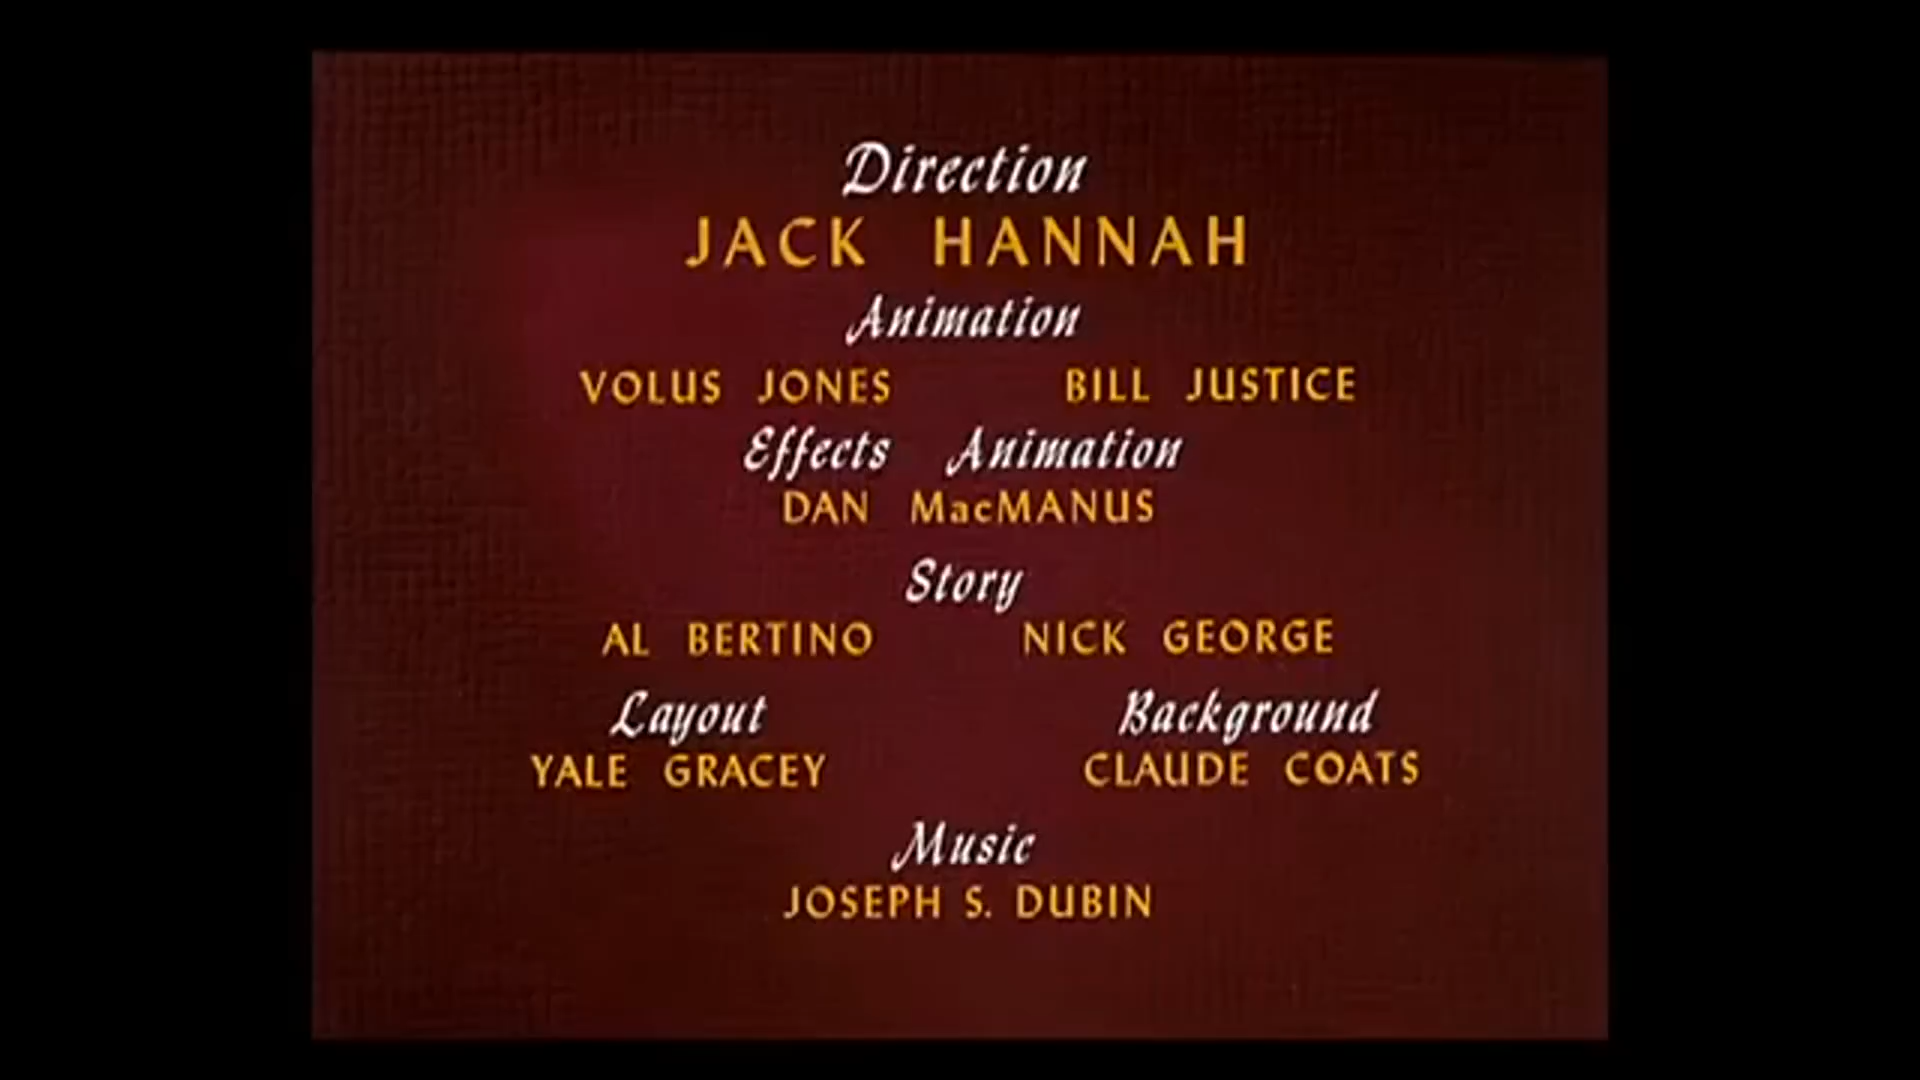 Direction
JACK HANNAH
Animation
VOLUS JONES BILL JUSTICE
Effects Animation
DAN MacMANUS
Story
AL BERTINO NICK GEORGE
Layout Background
YALE GRACEY CLAUDE COATS
Music
JOSEPH S. DUBIN